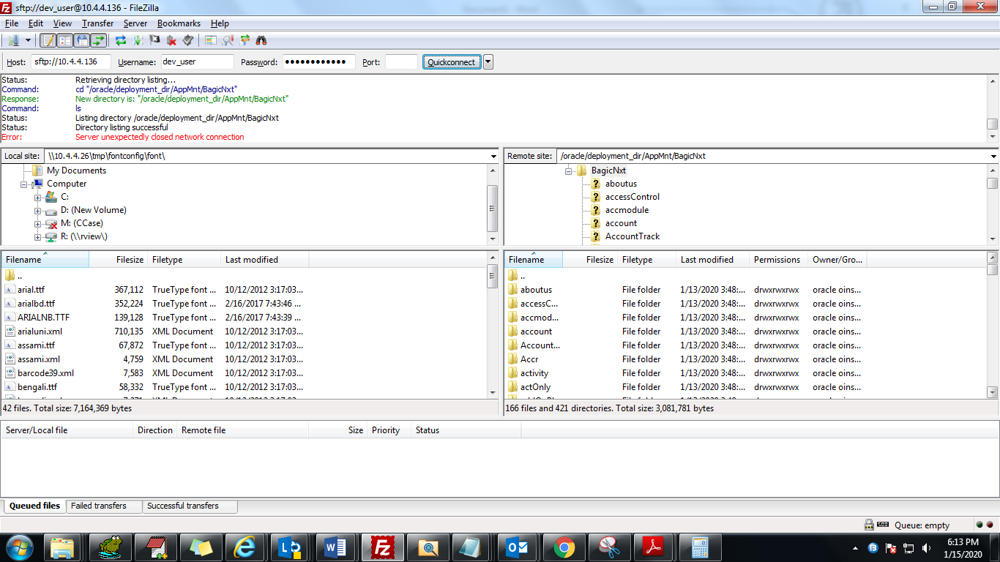 sftp://dev_user@10.4.4.136 - FileZilla
File Edit View Transfer Server Bookmarks Help
Host: sftp://10.4.4.136 Username: dev_user Password: ●●●●●●●●●●●● Port: Quickconnect
Status: Retrieving directory listing...
Command: cd "/oracle/deployment_dir/AppMnt/BagicNxt"
Response: New directory is: "/oracle/deployment_dir/AppMnt/BagicNxt"
Command: ls
Status: Listing directory /oracle/deployment_dir/AppMnt/BagicNxt
Status: Directory listing successful
Error: Server unexpectedly closed network connection
Local site: \\10.4.4.26\tmp\fontconfig\font\
My Documents
Computer
C:
D: (New Volume)
M: (CCase)
R: (\\rview\)
Remote site: /oracle/deployment_dir/AppMnt/BagicNxt
BagicNxt
aboutus
accessControl
accmodule
account
AccountTrack
Filename Filesize Filetype Last modified
..
arial.ttf 367,112 TrueType font ... 10/12/2012 3:17:03...
arialbd.ttf 352,224 TrueType font ... 2/16/2017 7:43:46 ...
ARIALNB.TTF 139,128 TrueType font ... 2/16/2017 7:43:39 ...
arialuni.xml 710,135 XML Document 10/12/2012 3:17:03...
assami.ttf 67,872 TrueType font ... 10/12/2012 3:17:03...
assami.xml 4,759 XML Document 10/12/2012 3:17:03...
barcode39.xml 7,583 XML Document 10/12/2012 3:17:03...
bengali.ttf 58,332 TrueType font ... 10/12/2012 3:17:03...
42 files. Total size: 7,164,369 bytes
Filename Filesize Filetype Last modified Permissions Owner/Gro...
..
aboutus File folder 1/13/2020 3:48:... drwxrwxrwx oracle oins...
accessC... File folder 1/13/2020 3:48:... drwxrwxrwx oracle oins...
accmod... File folder 1/13/2020 3:48:... drwxrwxrwx oracle oins...
account File folder 1/13/2020 3:48:... drwxrwxrwx oracle oins...
Account... File folder 1/13/2020 3:48:... drwxrwxrwx oracle oins...
Accr File folder 1/13/2020 3:48:... drwxrwxrwx oracle oins...
activity File folder 1/13/2020 3:48:... drwxrwxrwx oracle oins...
actOnly File folder 1/13/2020 3:48:... drwxrwxrwx oracle oins...
166 files and 421 directories. Total size: 3,081,781 bytes
Server/Local file Direction Remote file Size Priority Status
Queued files Failed transfers Successful transfers
Queue: empty
6:13 PM
1/15/2020